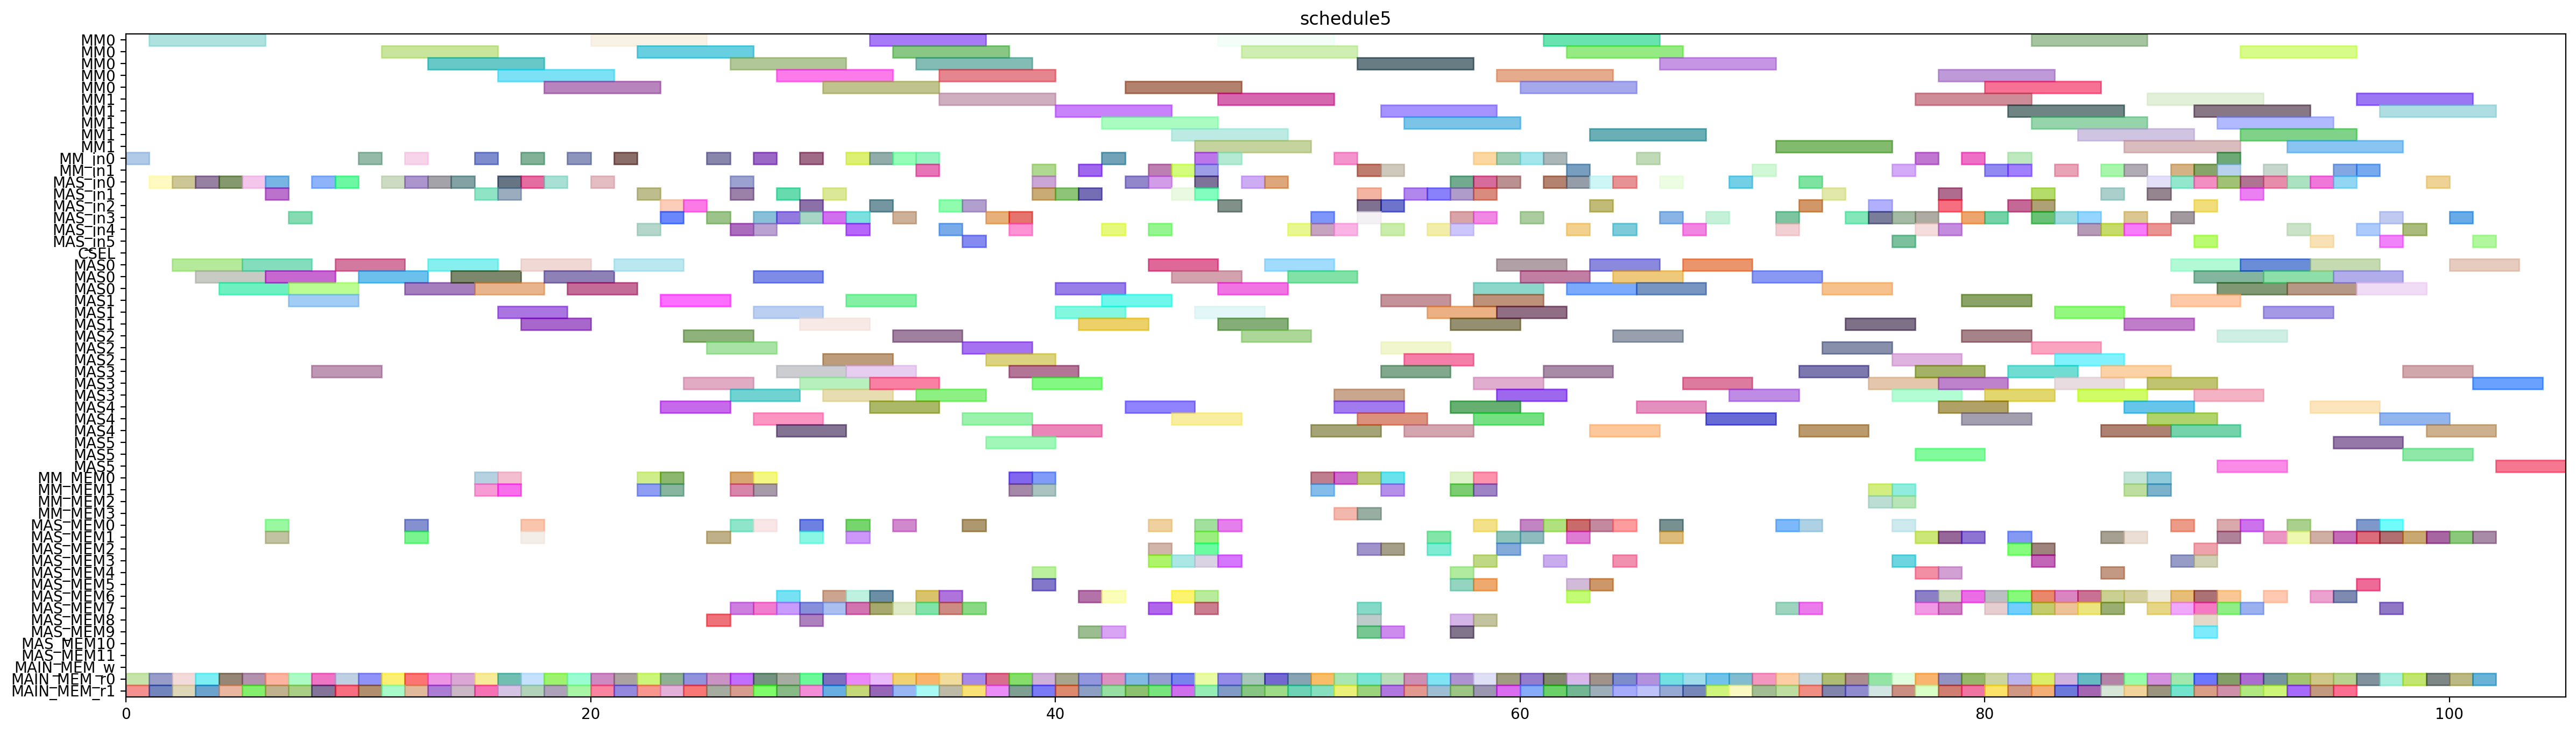 schedule5
MM0
MM0
MM0
MM0
MM0
MM1
MM1
MM1
MM1
MM1
MM_in0
MM_in1
MAS_in0
MAS_in1
MAS_in2
MAS_in3
MAS_in4
MAS_in5
CSEL
MAS0
MAS0
MAS0
MAS1
MAS1
MAS1
MAS2
MAS2
MAS2
MAS3
MAS3
MAS3
MAS4
MAS4
MAS4
MAS5
MAS5
MAS5
MM_MEM0
MM_MEM1
MM_MEM2
MM_MEM3
MAS_MEM0
MAS_MEM1
MAS_MEM2
MAS_MEM3
MAS_MEM4
MAS_MEM5
MAS_MEM6
MAS_MEM7
MAS_MEM8
MAS_MEM9
MAS_MEM10
MAS_MEM11
MAIN_MEM_w
MAIN_MEM_r0
MAIN_MEM_r1
0 20 40 60 80 100